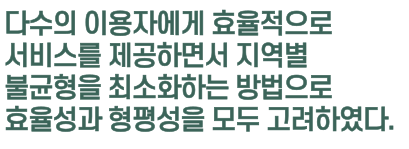 다수의 이용자에게 효율적으로
서비스를 제공하면서 지역별
불균형을 최소화하는 방법으로
효율성과 형평성을 모두 고려하였다.